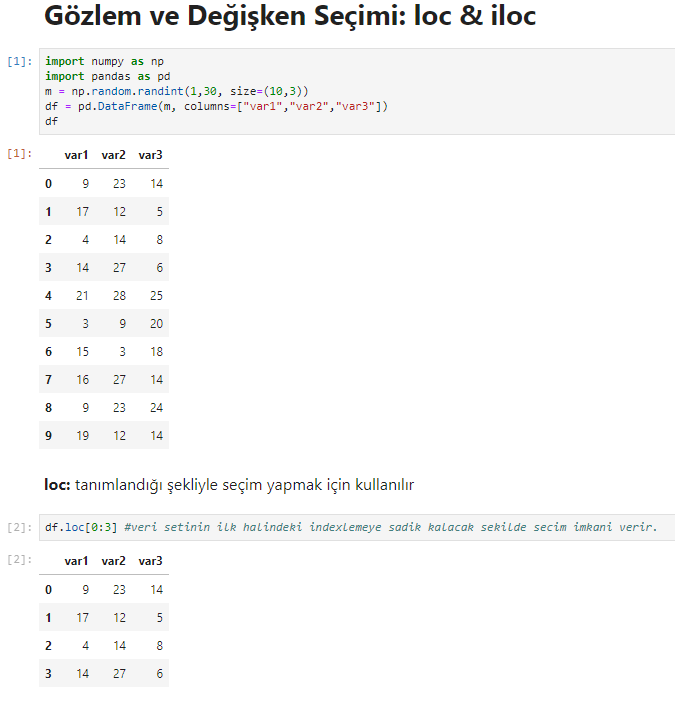 Gözlem ve Değişken Seçimi: loc & iloc
[1]: import numpy as np
import pandas as pd
m = np.random.randint(1,30, size=(10,3))
df = pd.DataFrame(m, columns=["var1","var2","var3"])
df
[1]: var1 var2 var3
0 9 23 14
1 17 12 5
2 4 14 8
3 14 27 6
4 21 28 25
5 3 9 20
6 15 3 18
7 16 27 14
8 9 23 24
9 19 12 14
loc: tanımlandığı şekliyle seçim yapmak için kullanılır
[2]: df.loc[0:3] #veri setinin ilk halindeki indexlemeye sadik kalacak sekilde secim imkani verir.
[2]: var1 var2 var3
0 9 23 14
1 17 12 5
2 4 14 8
3 14 27 6